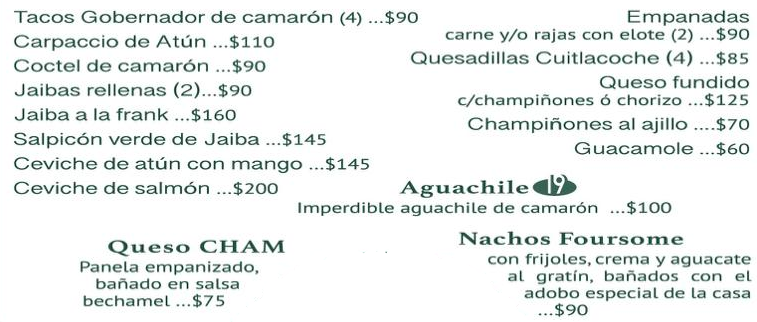 Tacos Gobernador de camarón (4) ...$90
Carpaccio de Atún ...$110
Coctel de camarón ...$90
Jaibas rellenas (2)...$90
Jaiba a la frank ...$160
Salpicón verde de Jaiba ...$145
Ceviche de atún con mango ...$145
Ceviche de salmón ...$200
Empanadas
carne y/o rajas con elote (2) ...$90
Quesadillas Cuitlacoche (4) ...$85
Queso fundido
c/champiñones ó chorizo ...$125
Champiñones al ajillo ....$70
Guacamole ...$60
Aguachile 19
Imperdible aguachile de camarón ...$100
Queso CHAM
Panela empanizado,
bañado en salsa
bechamel ...$75
Nachos Foursome
con frijoles, crema y aguacate
al gratín, bañados con el
adobo especial de la casa
...$90